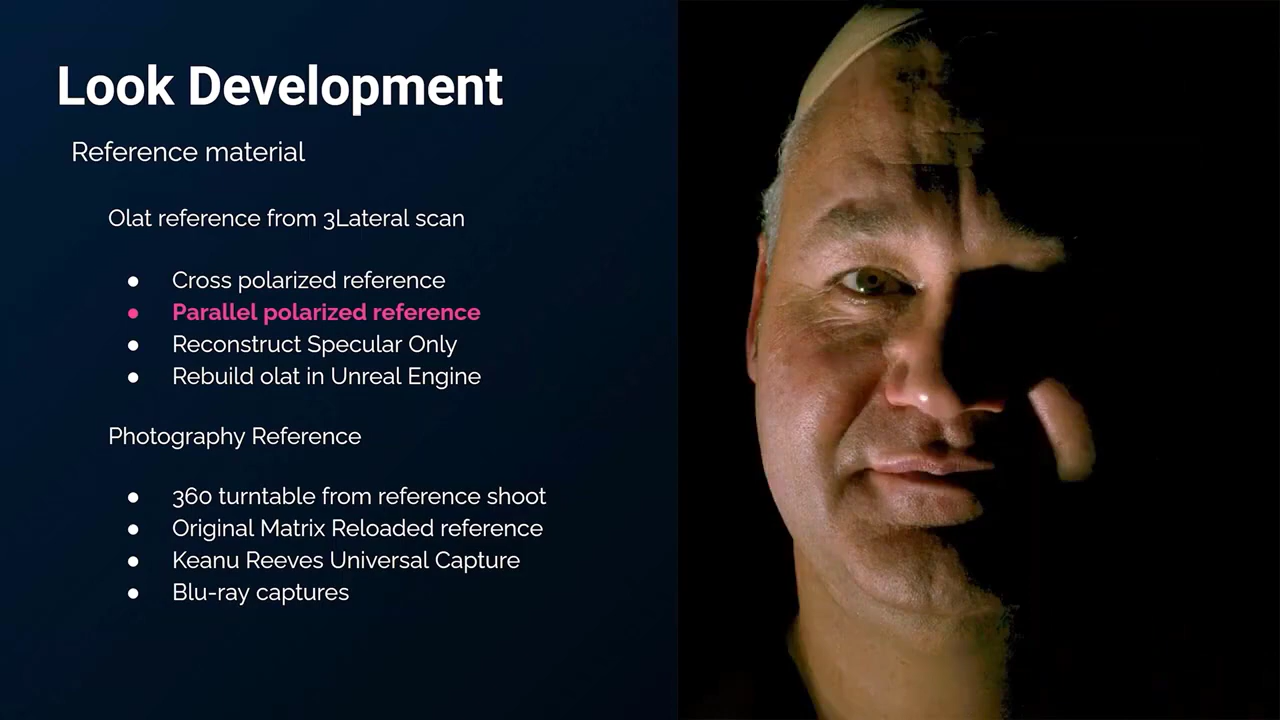 Look Development
Reference material
Olat reference from 3Lateral scan
● Cross polarized reference
● Parallel polarized reference
● Reconstruct Specular Only
● Rebuild olat in Unreal Engine
Photography Reference
● 360 turntable from reference shoot
● Original Matrix Reloaded reference
● Keanu Reeves Universal Capture
● Blu-ray captures